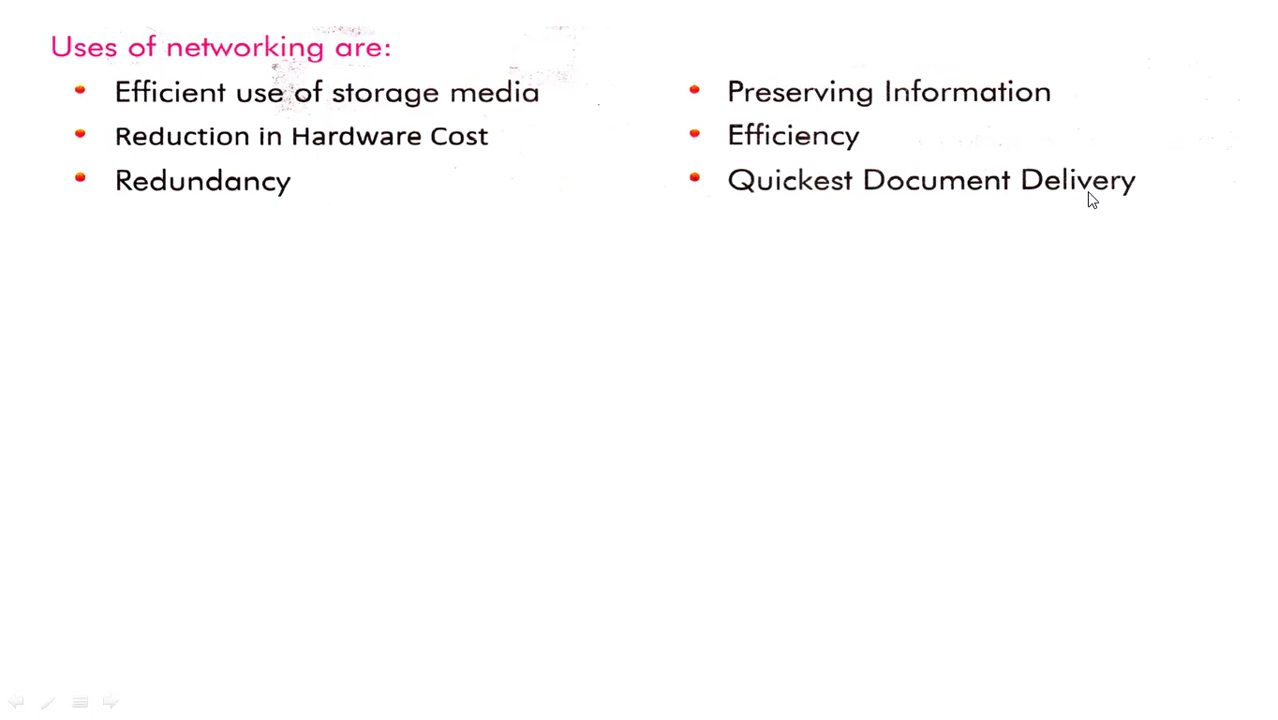 Uses of networking are:
• Efficient use of storage media
• Reduction in Hardware Cost
• Redundancy
• Preserving Information
• Efficiency
• Quickest Document Delivery